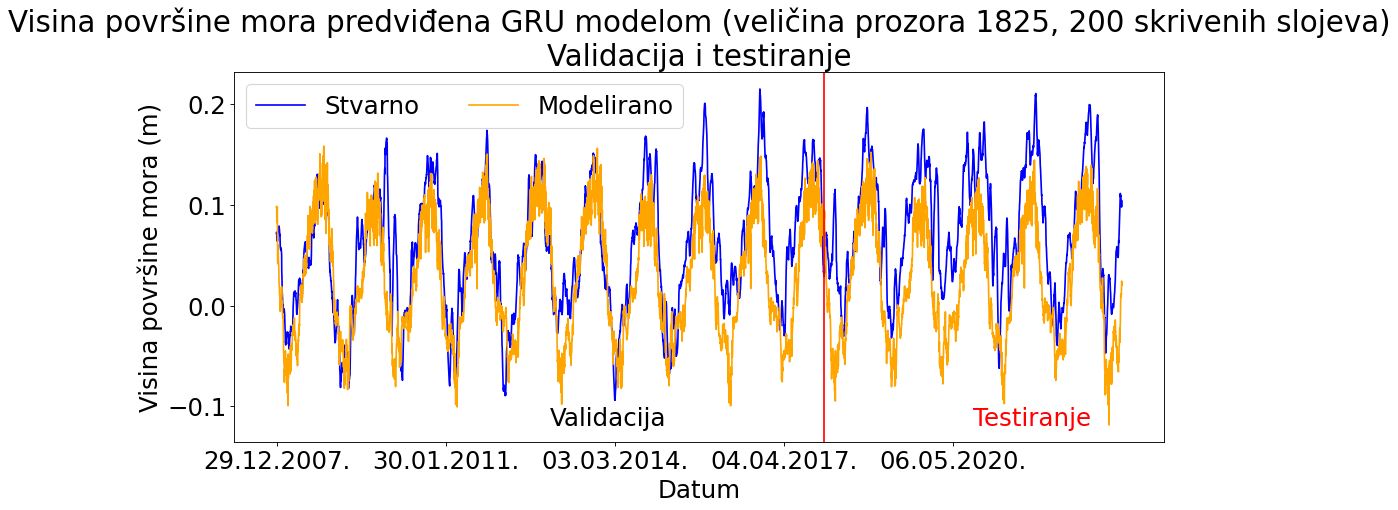 Visina površine mora predviđena GRU modelom (veličina prozora 1825, 200 skrivenih slojeva)
Validacija i testiranje
Stvarno
Modelirano
Visina površine mora (m)
0.2
0.1
0.0
−0.1
Validacija
Testiranje
29.12.2007.
30.01.2011.
03.03.2014.
04.04.2017.
06.05.2020.
Datum